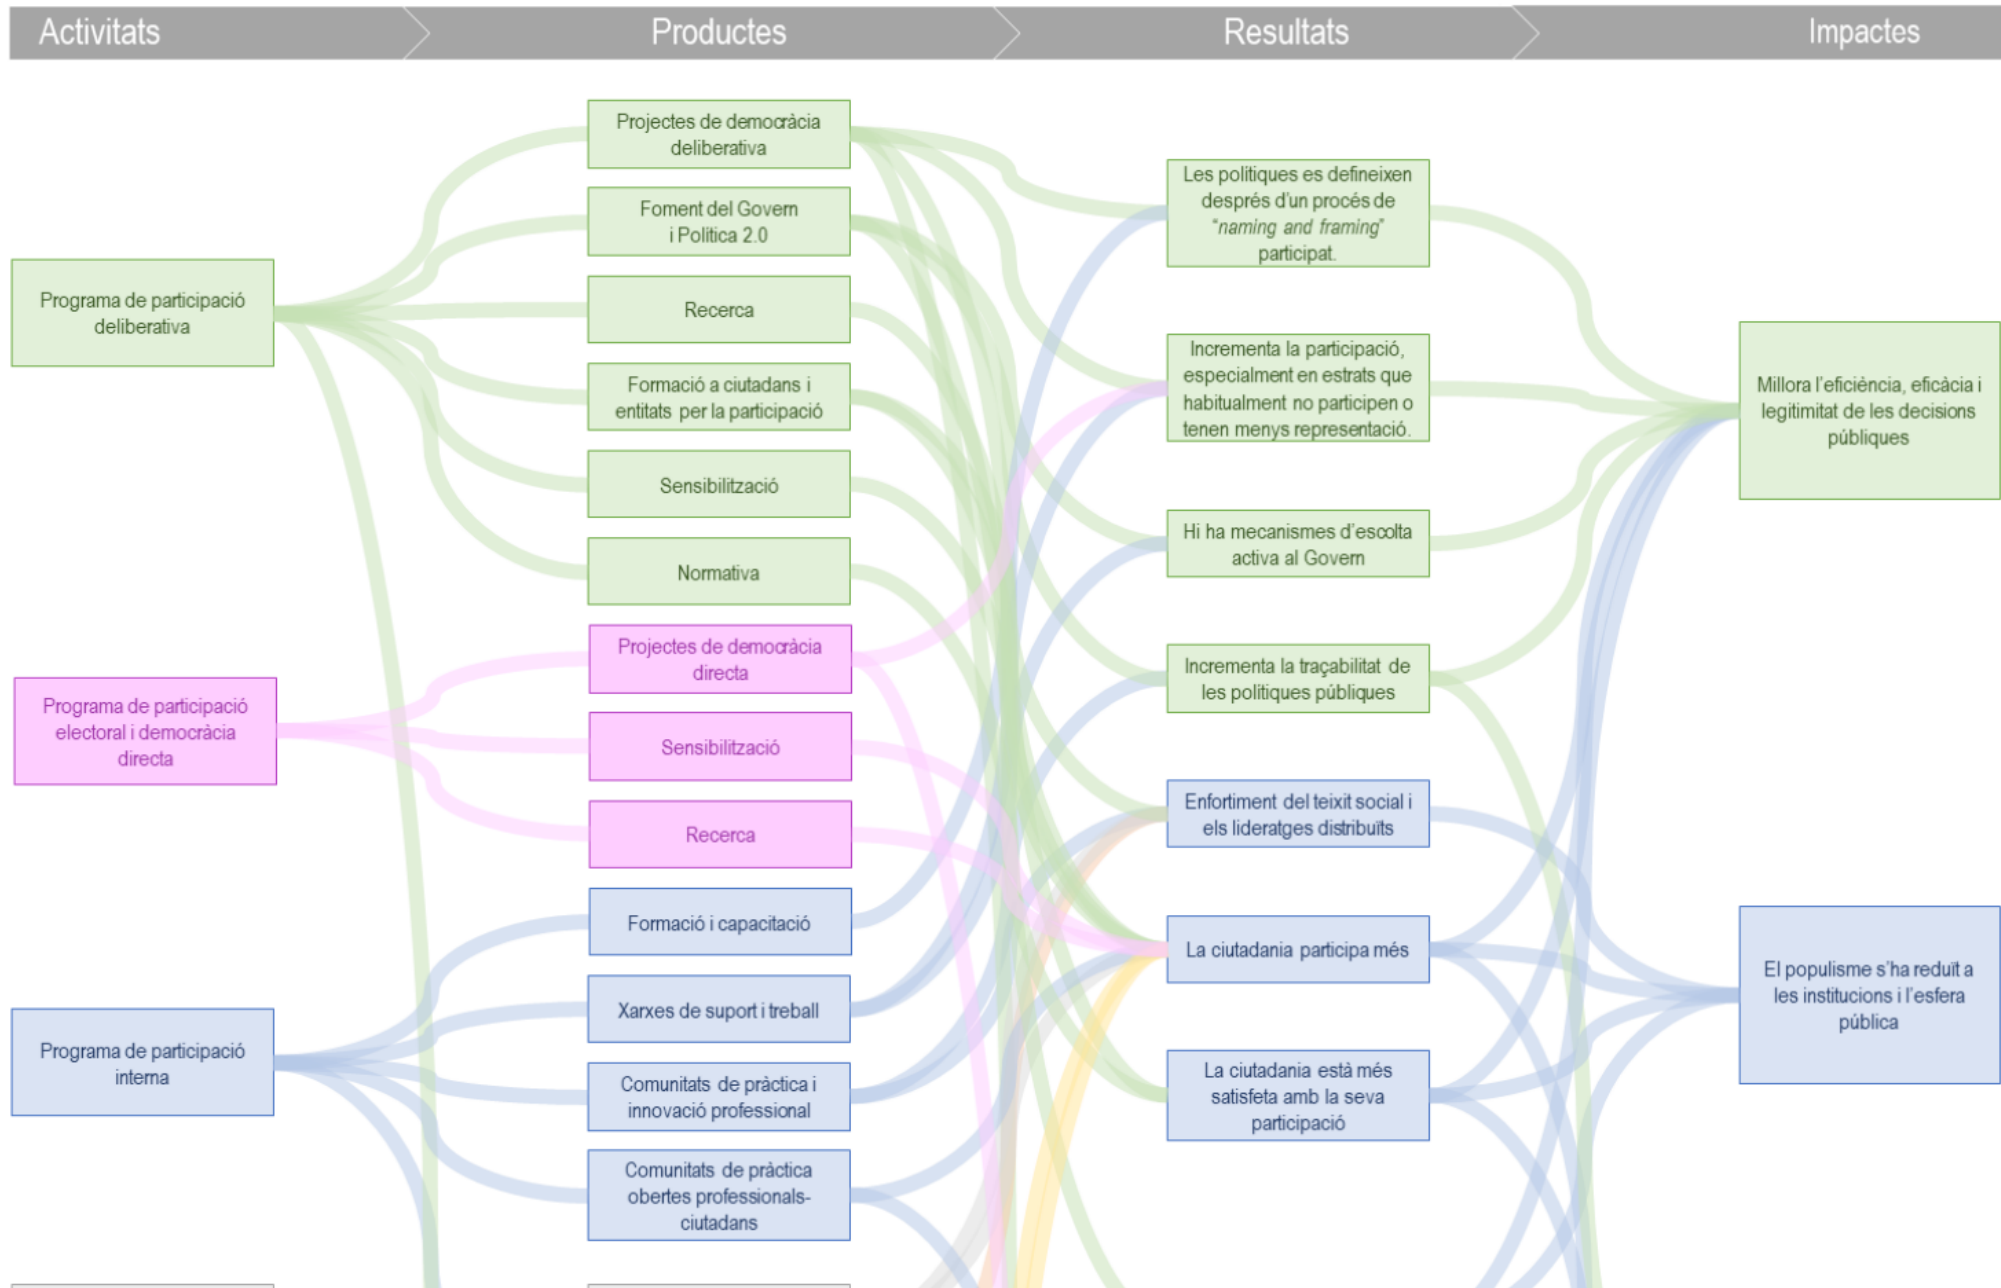 Activitats
Productes
Resultats
Impactes
Programa de participació
deliberativa
Programa de participació
electoral i democràcia
directa
Programa de participació
interna
Projectes de democràcia
deliberativa
Foment del Govern
i Política 2.0
Recerca
Formació a ciutadans i
entitats per la participació
Sensibilització
Normativa
Projectes de democràcia
directa
Sensibilització
Recerca
Formació i capacitació
Xarxes de suport i treball
Comunitats de pràctica i
innovació professional
Comunitats de pràctica
obertes professionals-
ciutadans
Les polítiques es defineixen
després d'un procés de
"naming and framing"
participat.
Incrementa la participació,
especialment en estrats que
habitualment no participen o
tenen menys representació.
Hi ha mecanismes d'escolta
activa al Govern
Incrementa la traçabilitat de
les polítiques públiques
Enfortiment del teixit social i
els lideratges distribuïts
La ciutadania participa més
La ciutadania està més
satisfeta amb la seva
participació
Millora l'eficiència, eficàcia i
legitimitat de les decisions
públiques
El populisme s'ha reduït a
les institucions i l'esfera
pública